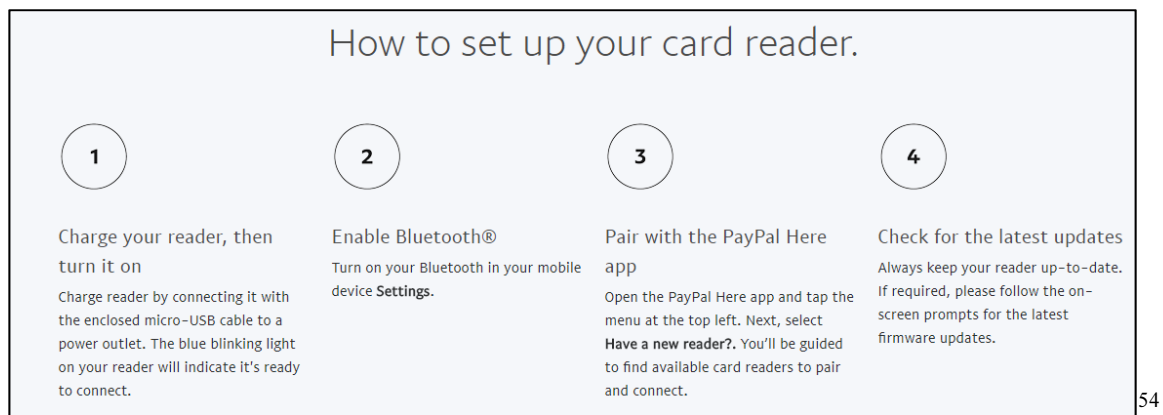 How to set up your card reader.
1
Charge your reader, then
turn it on
Charge reader by connecting it with
the enclosed micro-USB cable to a
power outlet. The blue blinking light
on your reader will indicate it's ready
to connect.
2
Enable Bluetooth®
Turn on your Bluetooth in your mobile
device Settings.
3
Pair with the PayPal Here
app
Open the PayPal Here app and tap the
menu at the top left. Next, select
Have a new reader?. You'll be guided
to find available card readers to pair
and connect.
4
Check for the latest updates
Always keep your reader up-to-date.
If required, please follow the on-
screen prompts for the latest
firmware updates.
54